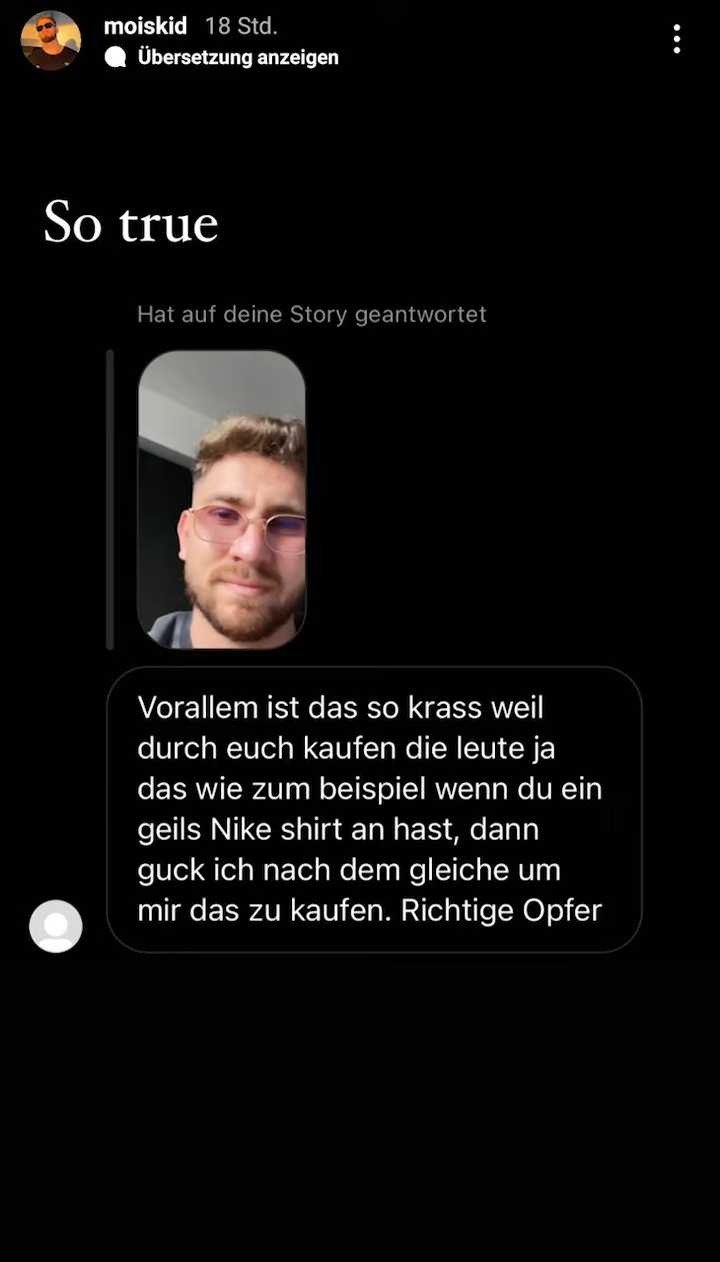 moiskid 18 Std.
Übersetzung anzeigen
So true
Hat auf deine Story geantwortet
Vorallem ist das so krass weil
durch euch kaufen die leute ja
das wie zum beispiel wenn du ein
geils Nike shirt an hast, dann
guck ich nach dem gleiche um
mir das zu kaufen. Richtige Opfer